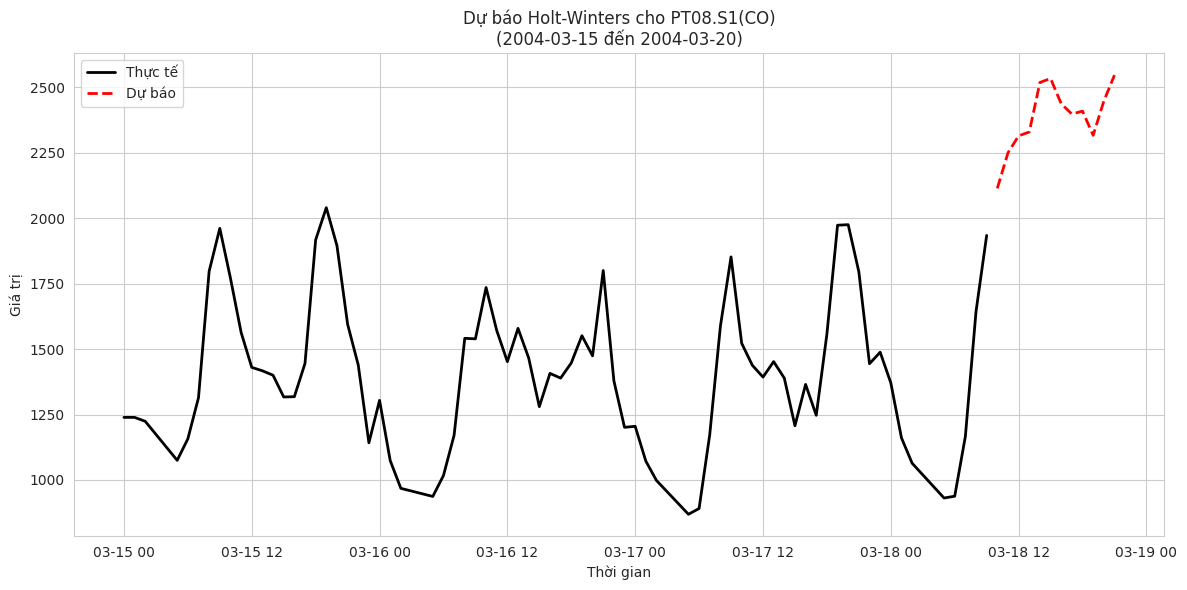 Dự báo Holt-Winters cho PT08.S1(CO)
(2004-03-15 đến 2004-03-20)
Thực tế
Dự báo
Giá trị
2500
2250
2000
1750
1500
1250
1000
03-15 00
03-15 12
03-16 00
03-16 12
03-17 00
03-17 12
03-18 00
03-18 12
03-19 00
Thời gian